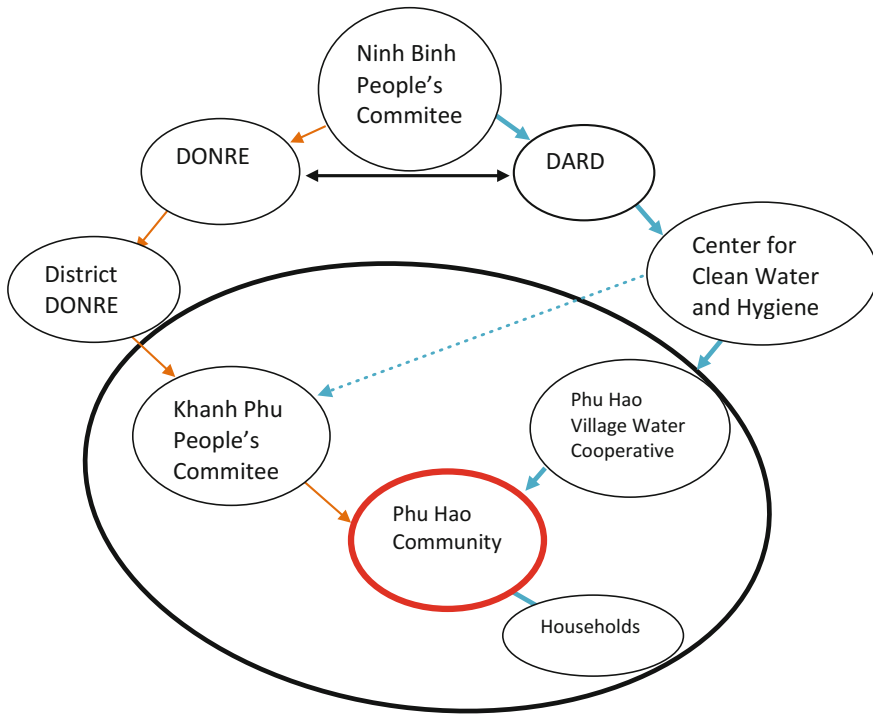 Ninh Binh
People’s
Commitee
DONRE
DARD
District
DONRE
Center for
Clean Water
and Hygiene
Khanh Phu
People’s
Commitee
Phu Hao
Village Water
Cooperative
Phu Hao
Community
Households